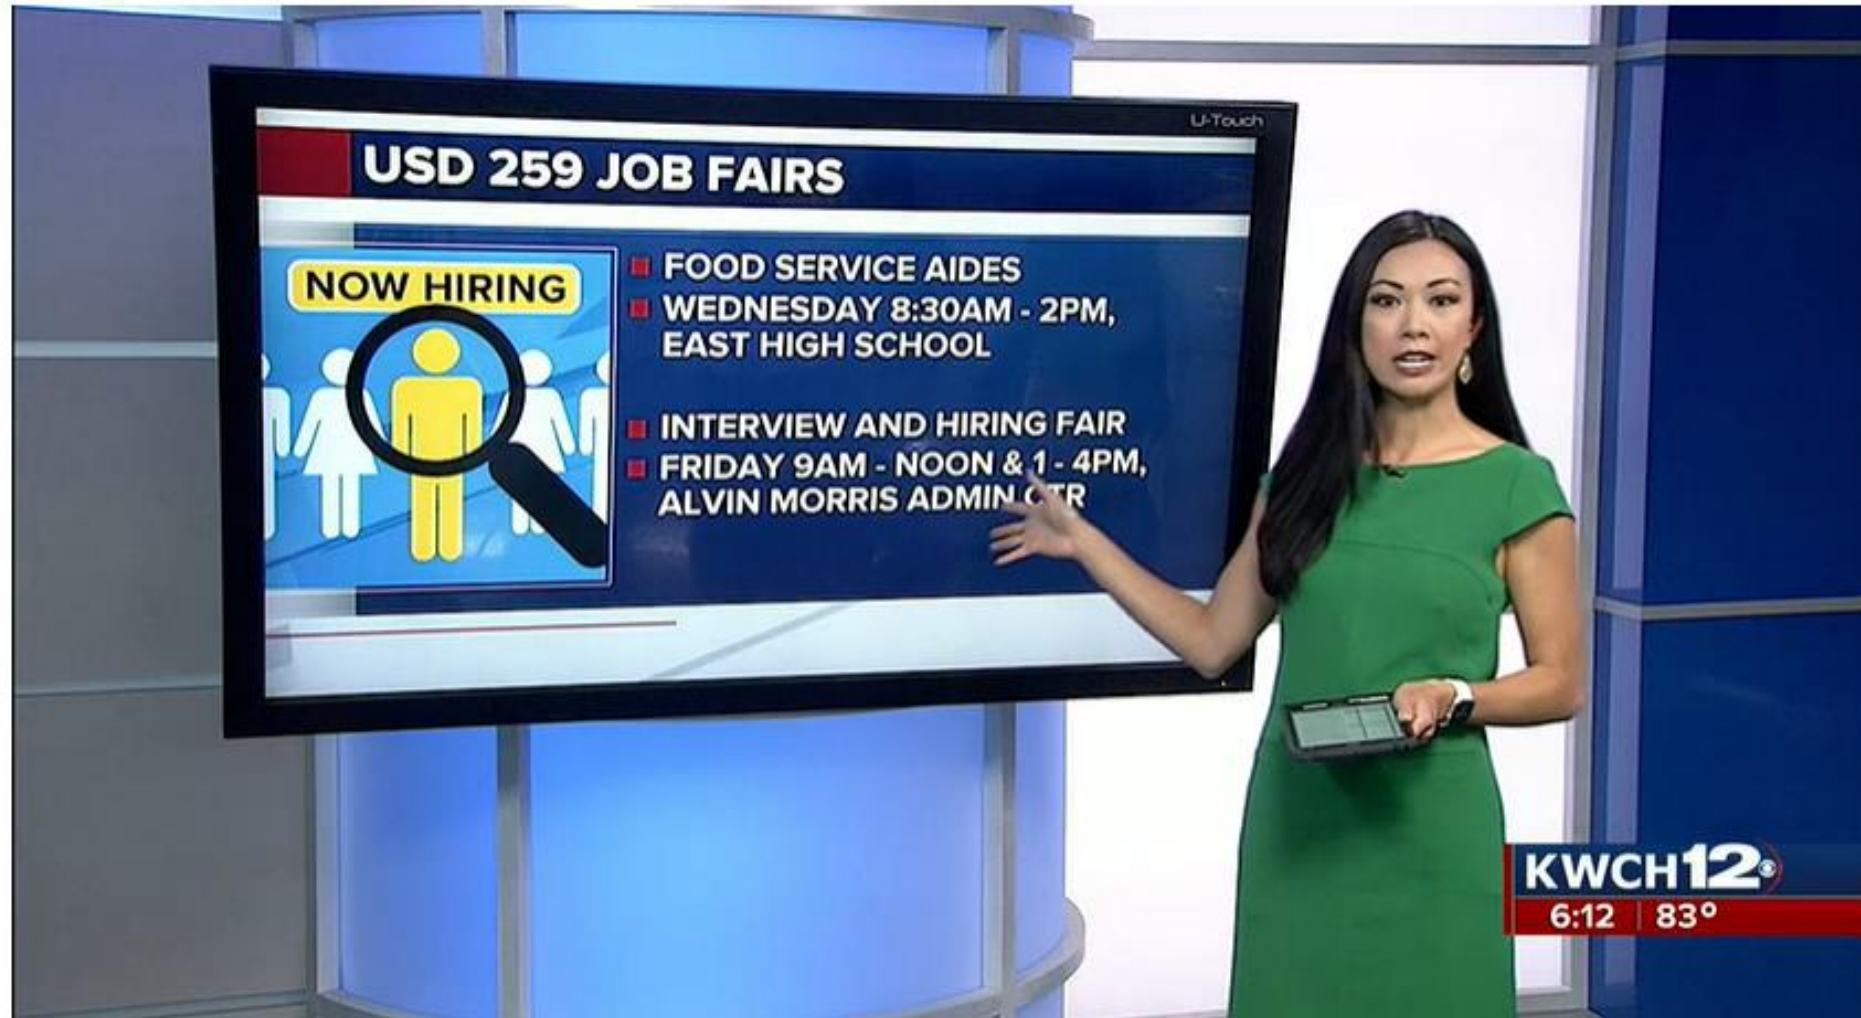 U-Touch
USD 259 JOB FAIRS
NOW HIRING
FOOD SERVICE AIDES
WEDNESDAY 8:30AM - 2PM,
EAST HIGH SCHOOL
INTERVIEW AND HIRING FAIR
FRIDAY 9AM - NOON & 1 - 4PM,
ALVIN MORRIS ADMIN CTR
KWCH12
6:12 83°